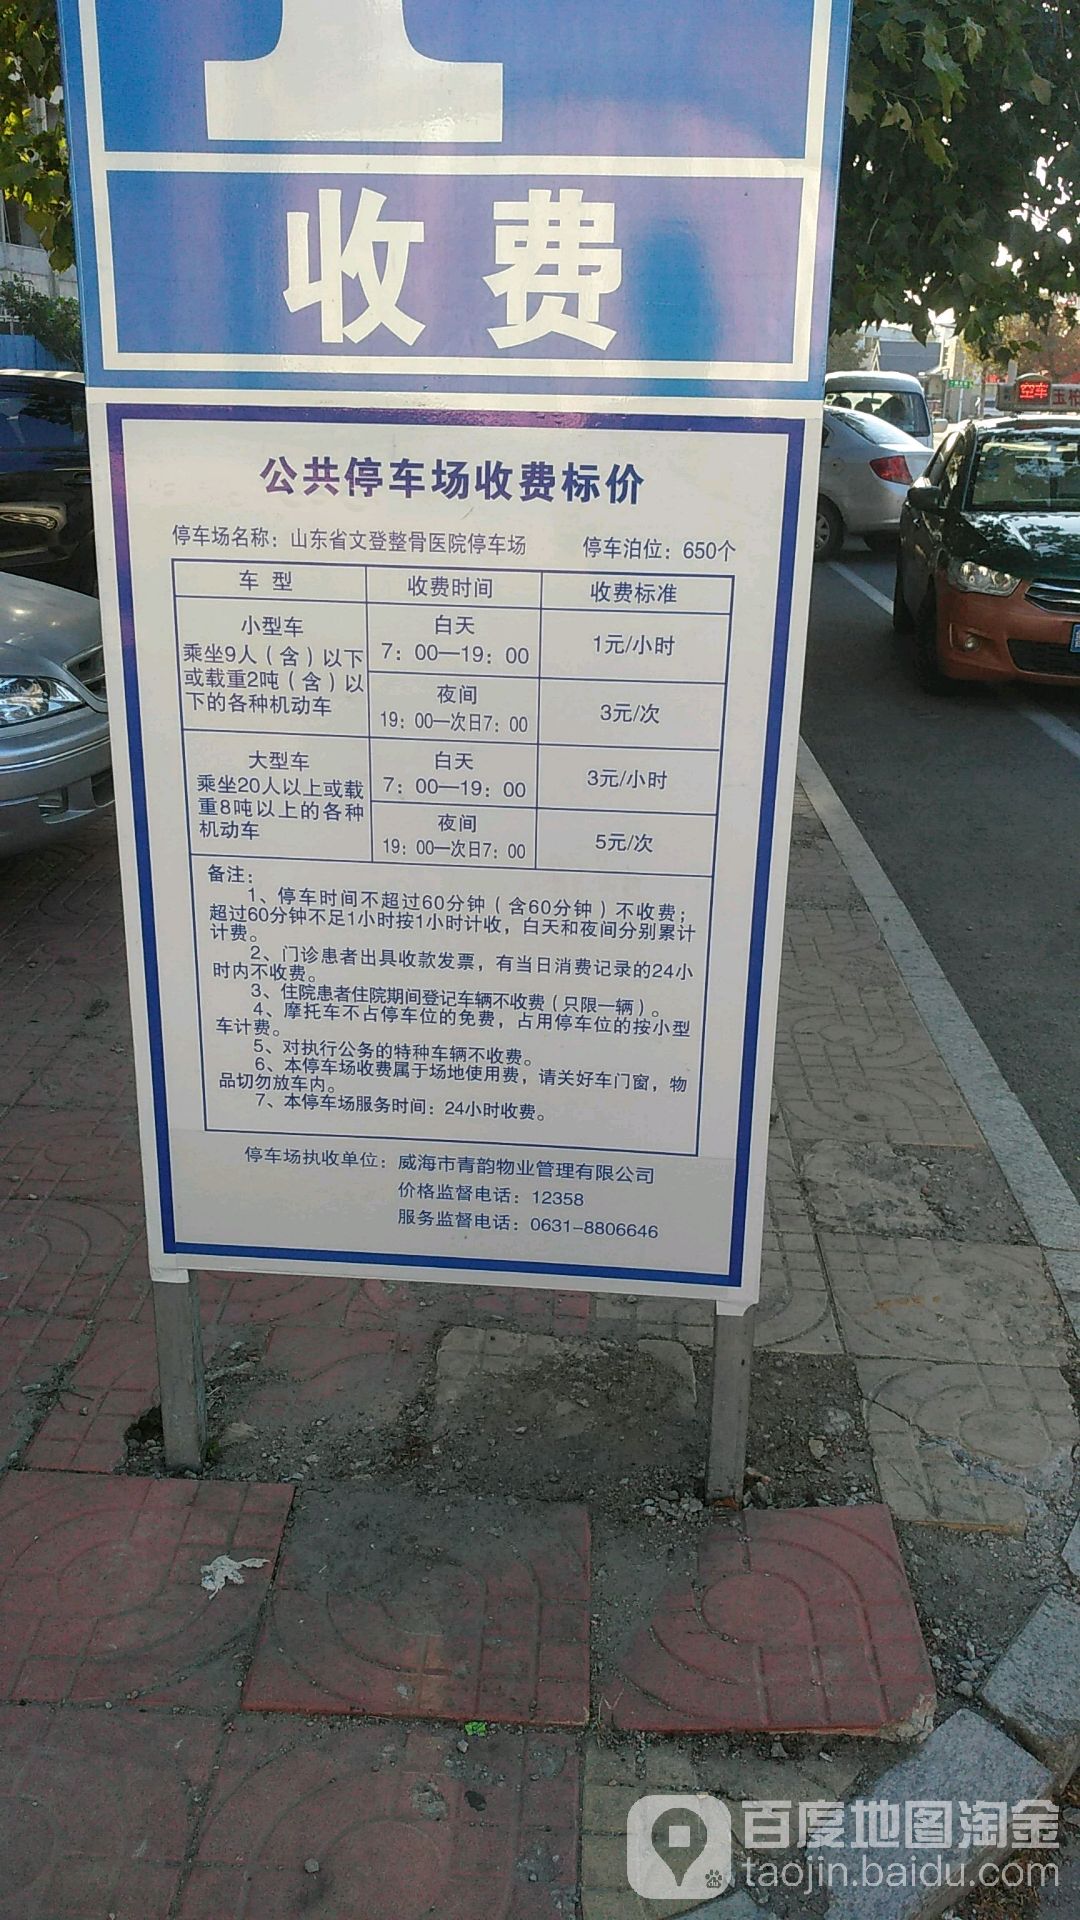 收费
公共停车场收费标价
停车场名称：山东省文登整骨医院停车场 停车泊位：650个
车 型 收费时间 收费标准
小型车
乘坐9人（含）以下
或载重2吨（含）以
下的各种机动车
白天
7：00—19：00
1元/小时
夜间
19：00—次日7：00
3元/次
大型车
乘坐20人以上或载
重8吨以上的各种
机动车
白天
7：00—19：00
3元/小时
夜间
19：00—次日7：00
5元/次
备注：
1、停车时间不超过60分钟（含60分钟）不收费；
超过60分钟不足1小时按1小时计收，白天和夜间分别累计
计费。
2、门诊患者出具收款发票，有当日消费记录的24小
时内不收费。
3、住院患者住院期间登记车辆不收费（只限一辆）。
4、摩托车不占停车位的免费，占用停车位的按小型
车计费。
5、对执行公务的特种车辆不收费。
6、本停车场收费属于场地使用费，请关好车门窗，物
品切勿放车内。
7、本停车场服务时间：24小时收费。
停车场执收单位：威海市青韵物业管理有限公司
价格监督电话：12358
服务监督电话：0631-8806646
空车
百度地图淘金
taojin.baidu.com